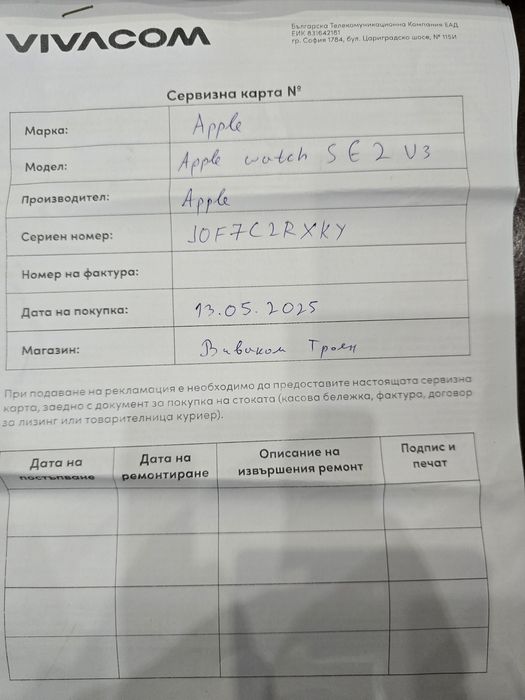 VIVACOM
Българска Телекомуникационна Компания ЕАД
ЕИК 831642181
гр. София 1784, бул. Цариградско шосе, № 115И
Сервизна карта №
Марка: Apple
Модел: Apple watch SE 2 V3
Производител: Apple
Сериен номер: J0F7C2RXKY
Номер на фактура:
Дата на покупка: 13.05.2025
Магазин: Виваком Троян
При подаване на рекламация е необходимо да предоставите настоящата сервизна
карта, заедно с документ за покупка на стоката (касова бележка, фактура, договор
за лизинг или товарителница куриер).
Дата на постъпване
Дата на ремонтиране
Описание на извършения ремонт
Подпис и печат